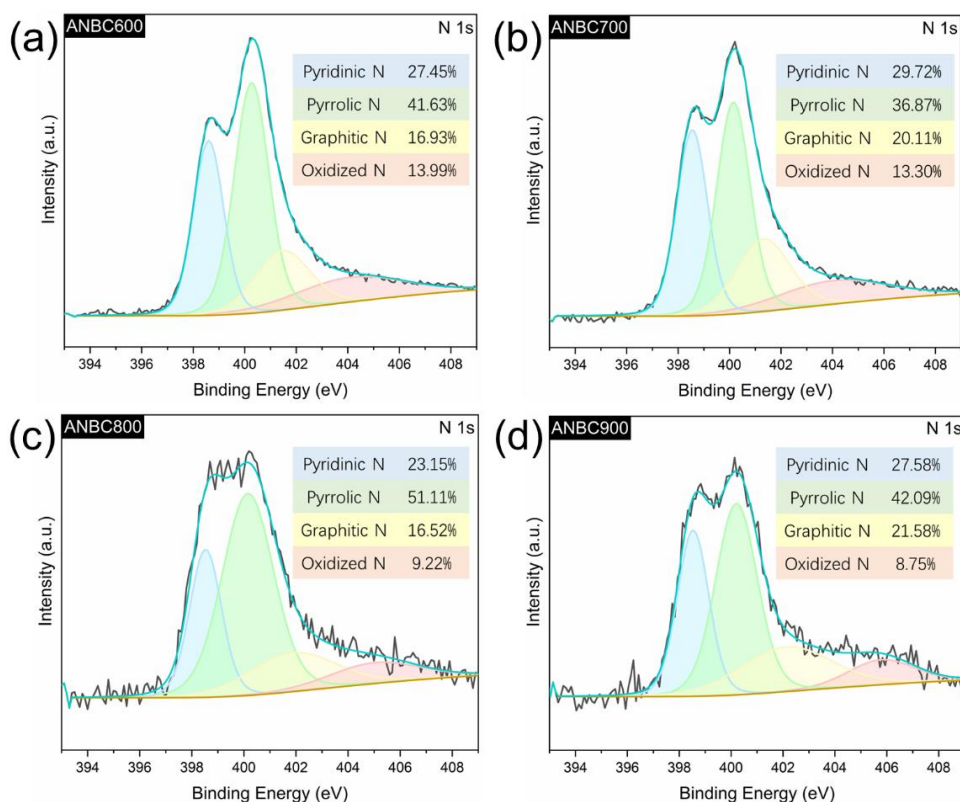 (a)
ANBC600
N 1s
Pyridinic N 27.45%
Pyrrolic N 41.63%
Graphitic N 16.93%
Oxidized N 13.99%
Intensity (a.u.)
394 396 398 400 402 404 406 408
Binding Energy (eV)
(b)
ANBC700
N 1s
Pyridinic N 29.72%
Pyrrolic N 36.87%
Graphitic N 20.11%
Oxidized N 13.30%
Intensity (a.u.)
394 396 398 400 402 404 406 408
Binding Energy (eV)
(c)
ANBC800
N 1s
Pyridinic N 23.15%
Pyrrolic N 51.11%
Graphitic N 16.52%
Oxidized N 9.22%
Intensity (a.u.)
394 396 398 400 402 404 406 408
Binding Energy (eV)
(d)
ANBC900
N 1s
Pyridinic N 27.58%
Pyrrolic N 42.09%
Graphitic N 21.58%
Oxidized N 8.75%
Intensity (a.u.)
394 396 398 400 402 404 406 408
Binding Energy (eV)